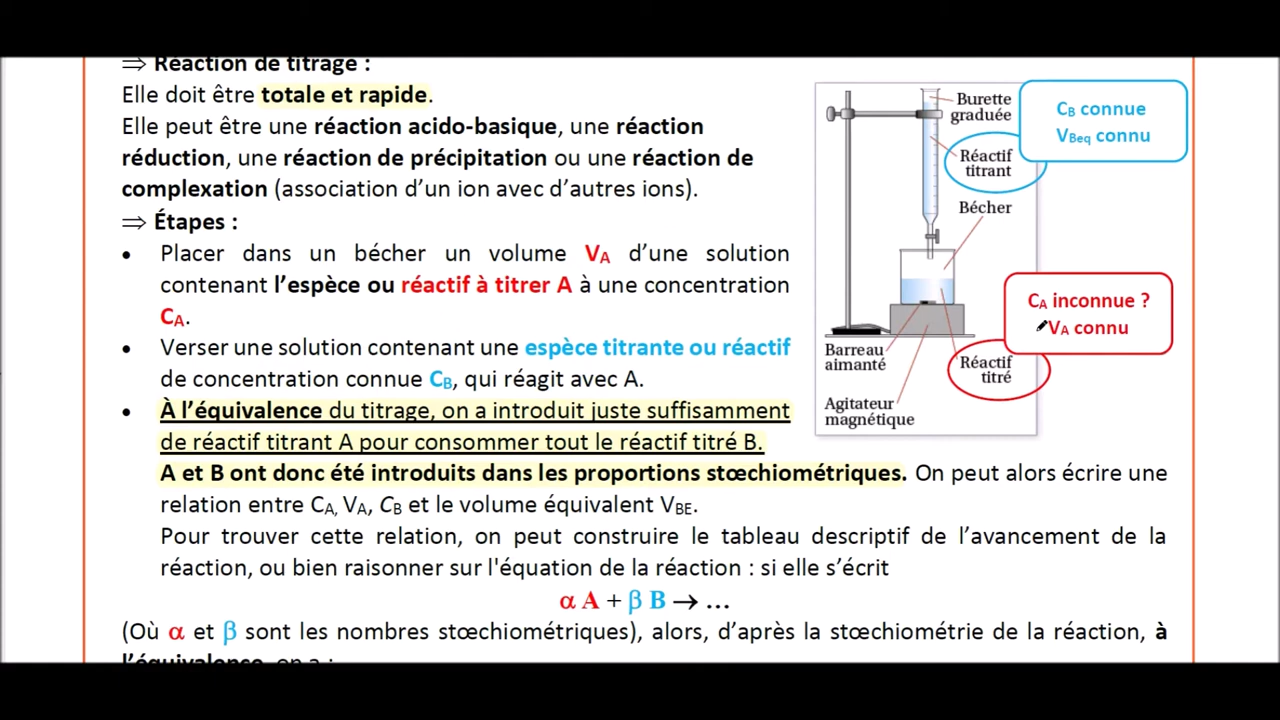 ⇒ Réaction de titrage :
Elle doit être totale et rapide.
Elle peut être une réaction acido-basique, une réaction
réduction, une réaction de précipitation ou une réaction de
complexation (association d’un ion avec d’autres ions).
⇒ Étapes :
• Placer dans un bécher un volume VA d’une solution
contenant l’espèce ou réactif à titrer A à une concentration
CA.
• Verser une solution contenant une espèce titrante ou réactif
de concentration connue CB, qui réagit avec A.
• À l’équivalence du titrage, on a introduit juste suffisamment
de réactif titrant A pour consommer tout le réactif titré B.
A et B ont donc été introduits dans les proportions stœchiométriques. On peut alors écrire une
relation entre CA, VA, CB et le volume équivalent VBE.
Pour trouver cette relation, on peut construire le tableau descriptif de l’avancement de la
réaction, ou bien raisonner sur l'équation de la réaction : si elle s’écrit
α A + β B → …
(Où α et β sont les nombres stœchiométriques), alors, d’après la stœchiométrie de la réaction, à
l’équivalence, on a :
Burette
graduée
Réactif
titrant
Bécher
Barreau
aimanté
Agitateur
magnétique
Réactif
titré
CB connue
VBeq connu
CA inconnue ?
VA connu